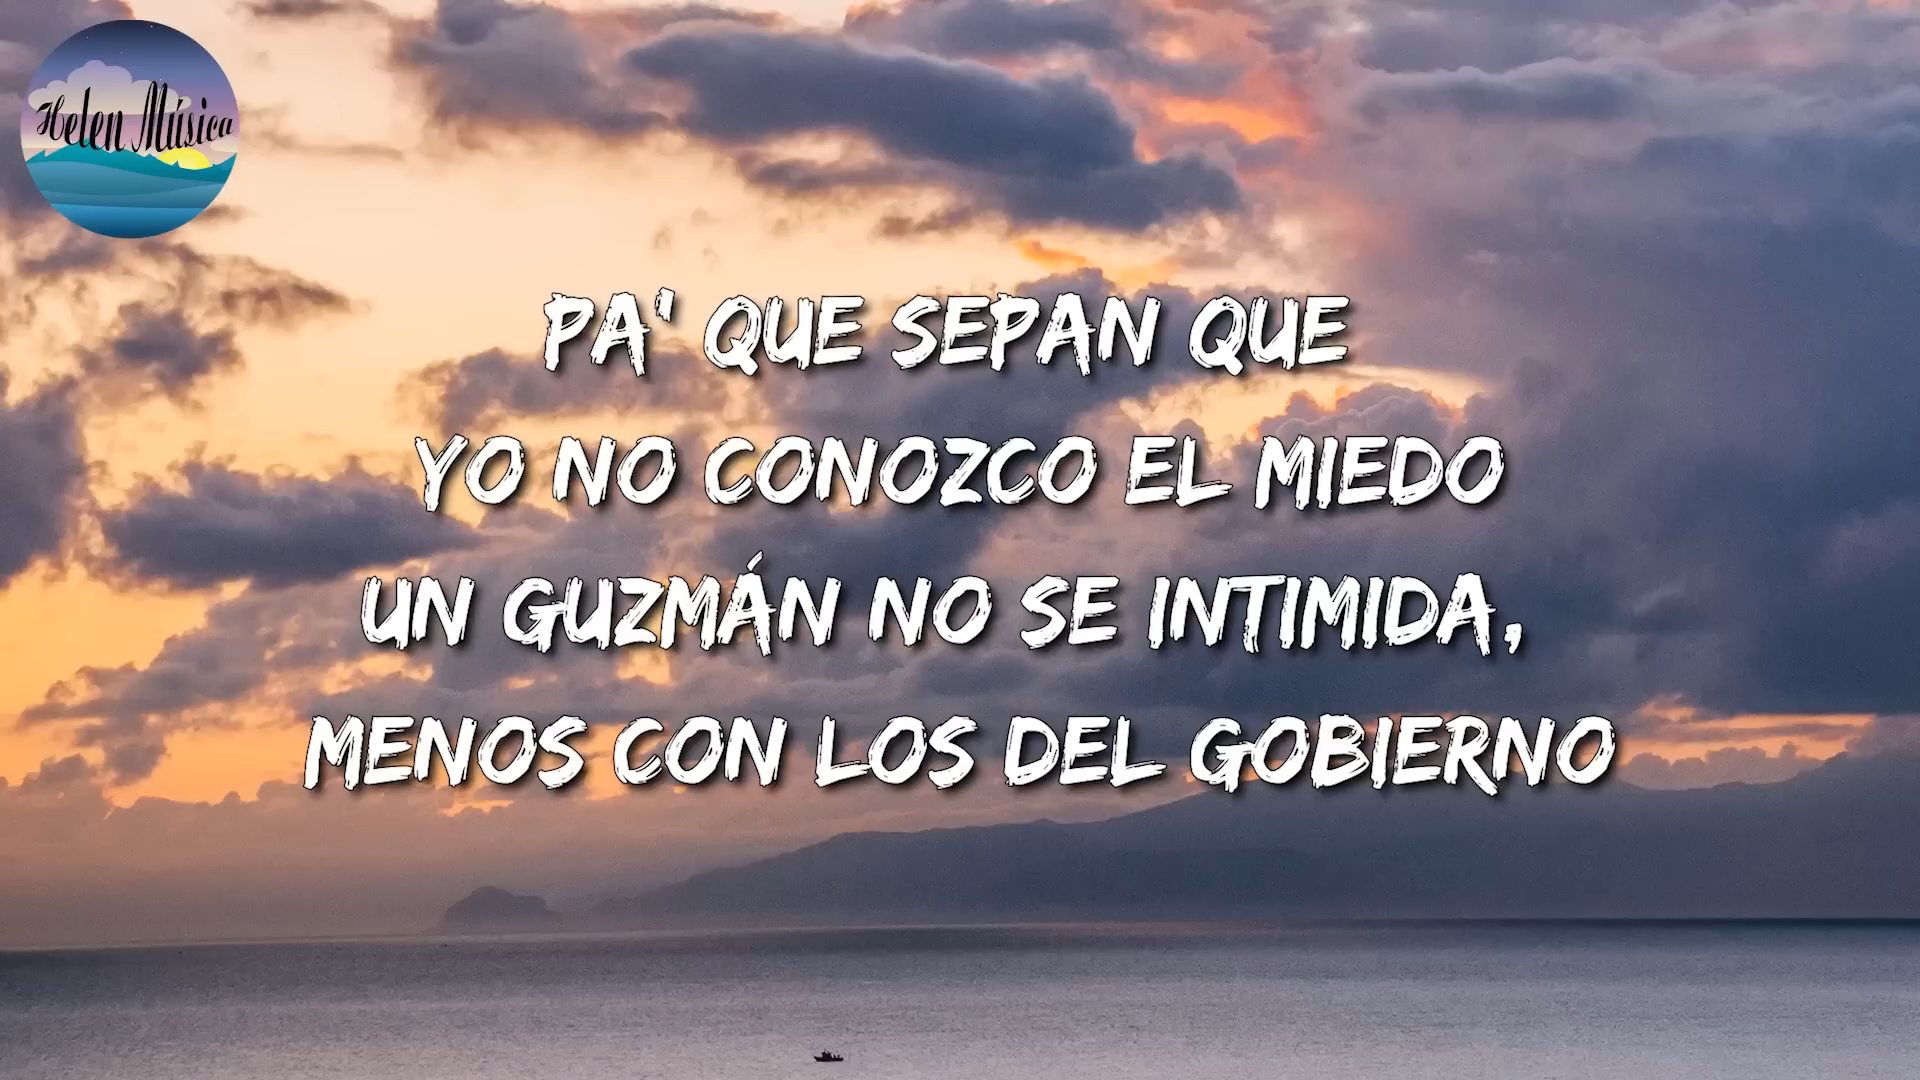 Helen Música
PA' QUE SEPAN QUE
YO NO CONOZCO EL MIEDO
UN GUZMÁN NO SE INTIMIDA,
MENOS CON LOS DEL GOBIERNO